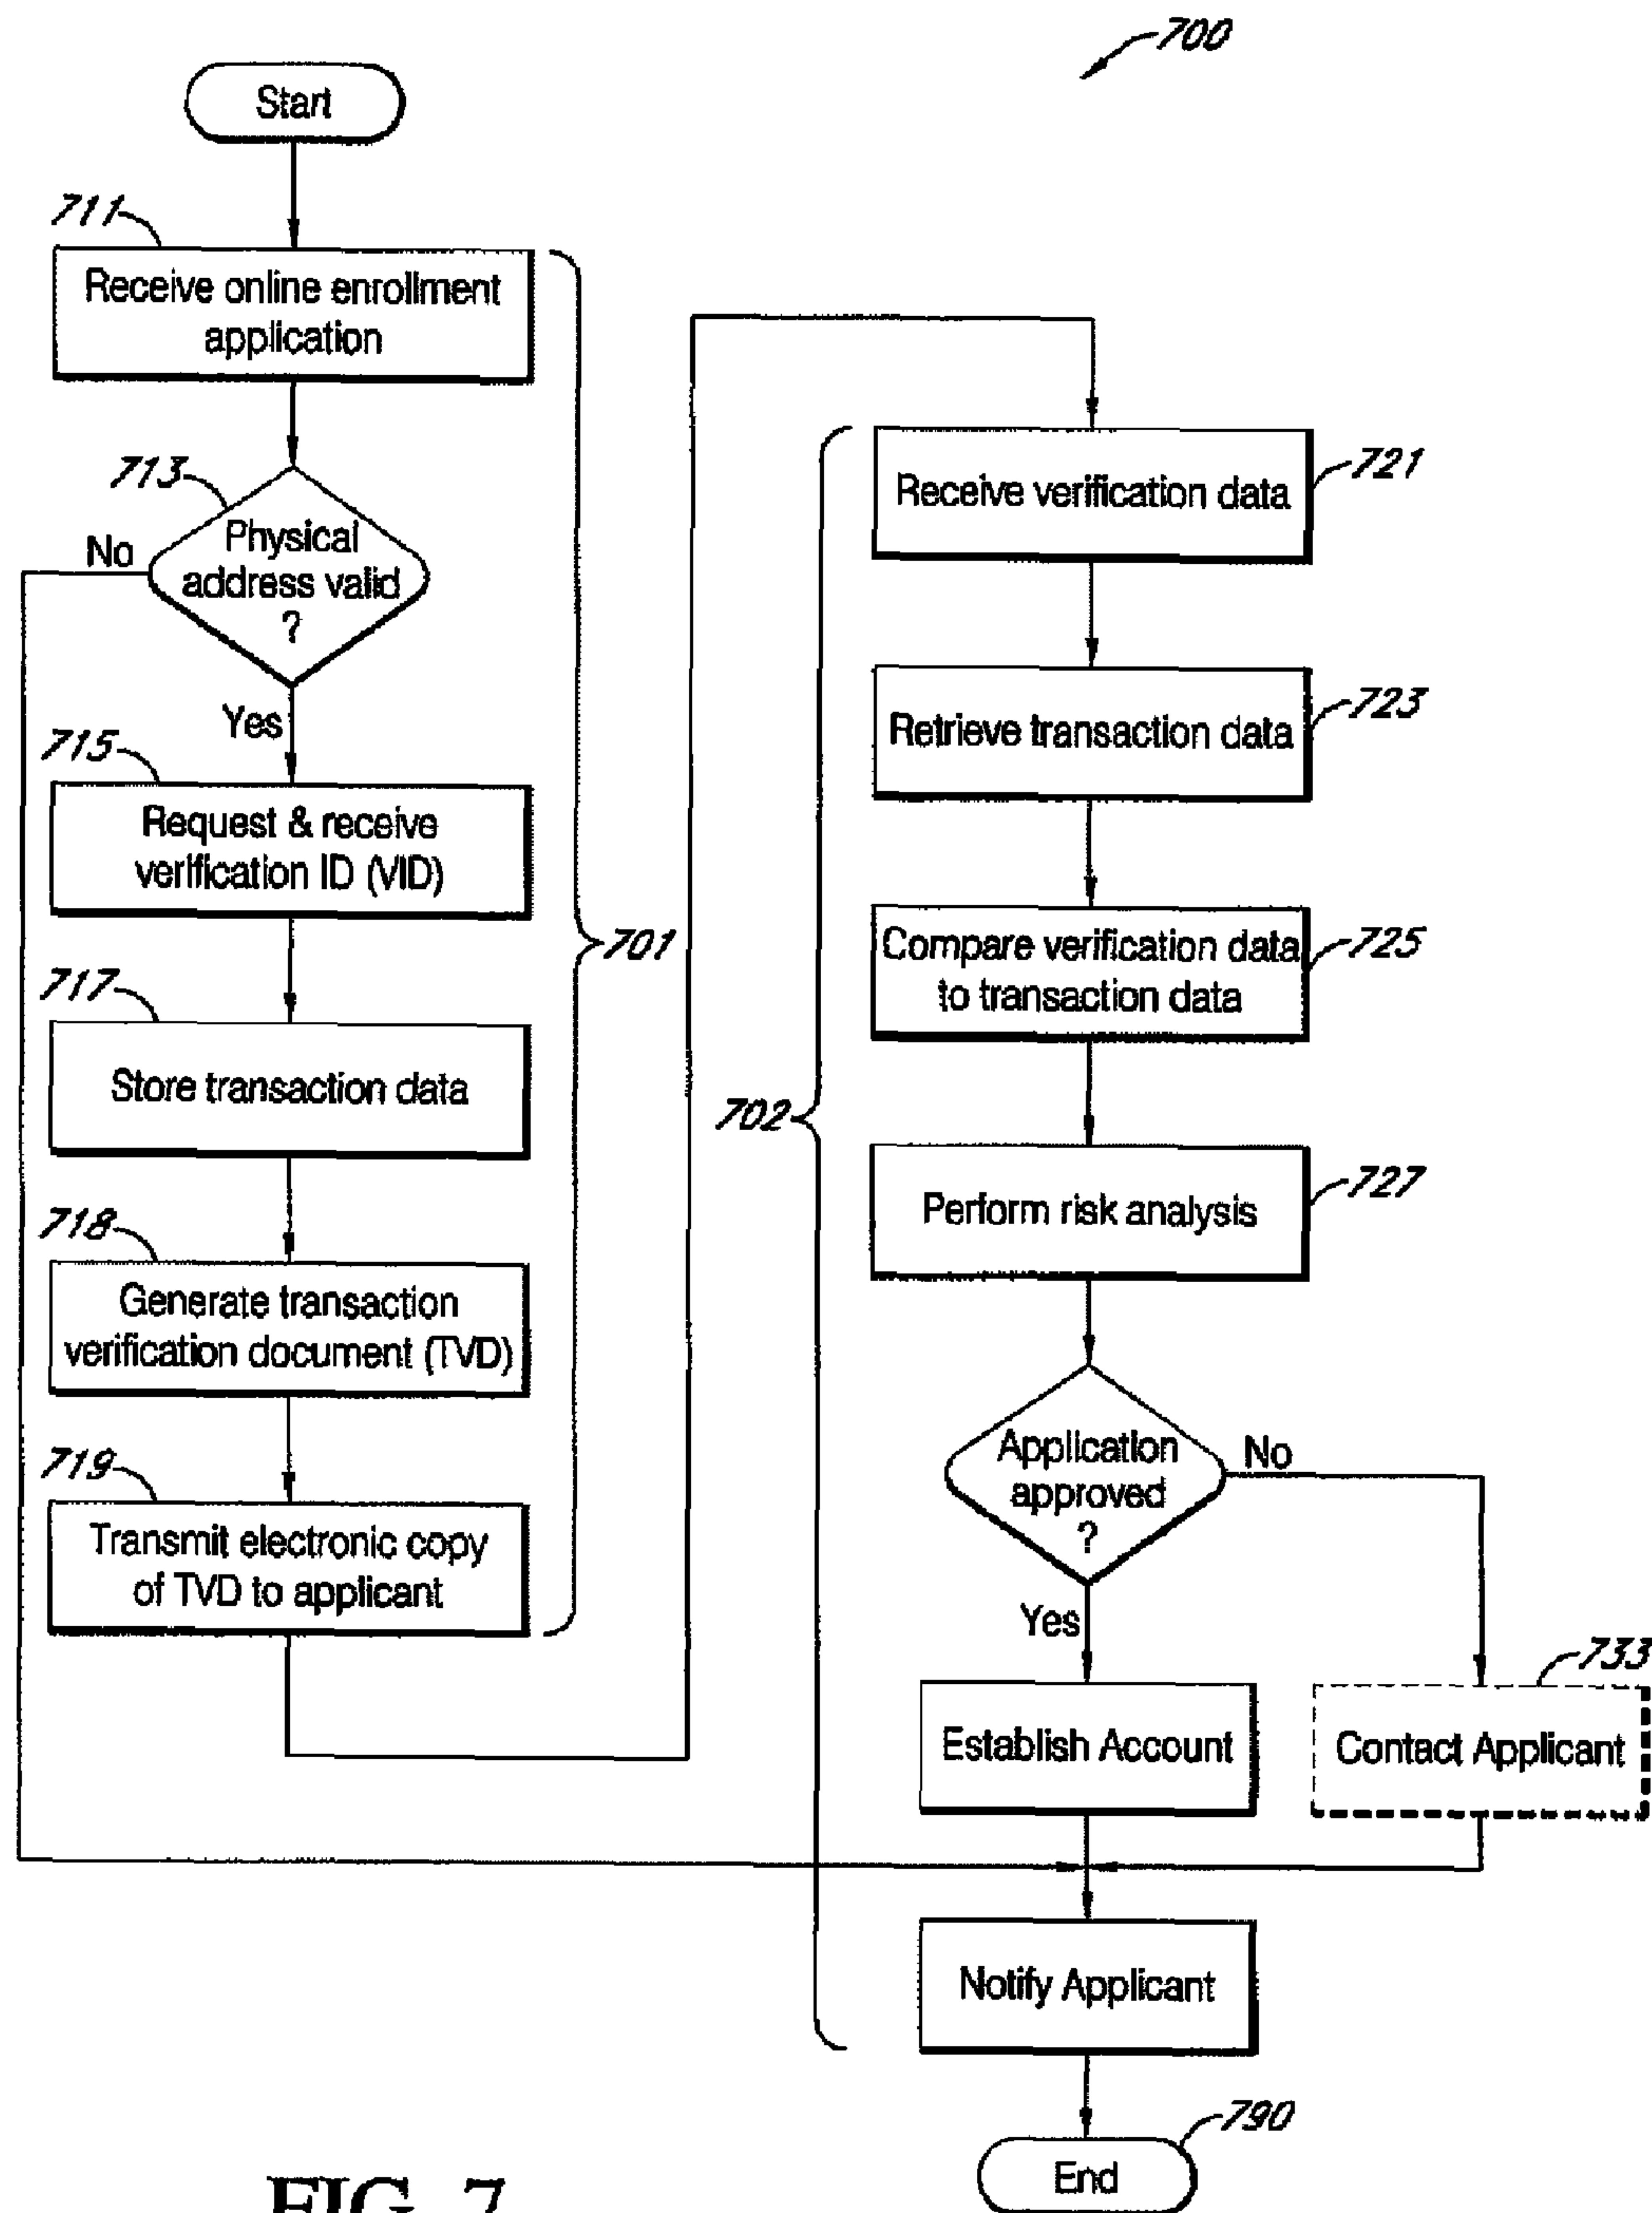 700
Start
711
Receive online enrollment
application
713
No
Physical
address valid
?
Yes
715
Request & receive
verification ID (VID)
717
Store transaction data
718
Generate transaction
verification document (TVD)
719
Transmit electronic copy
of TVD to applicant
701
702
721
Receive verification data
723
Retrieve transaction data
725
Compare verification data
to transaction data
727
Perform risk analysis
Application
approved
?
No
Yes
Establish Account
733
Contact Applicant
Notify Applicant
790
End
FIG. 7